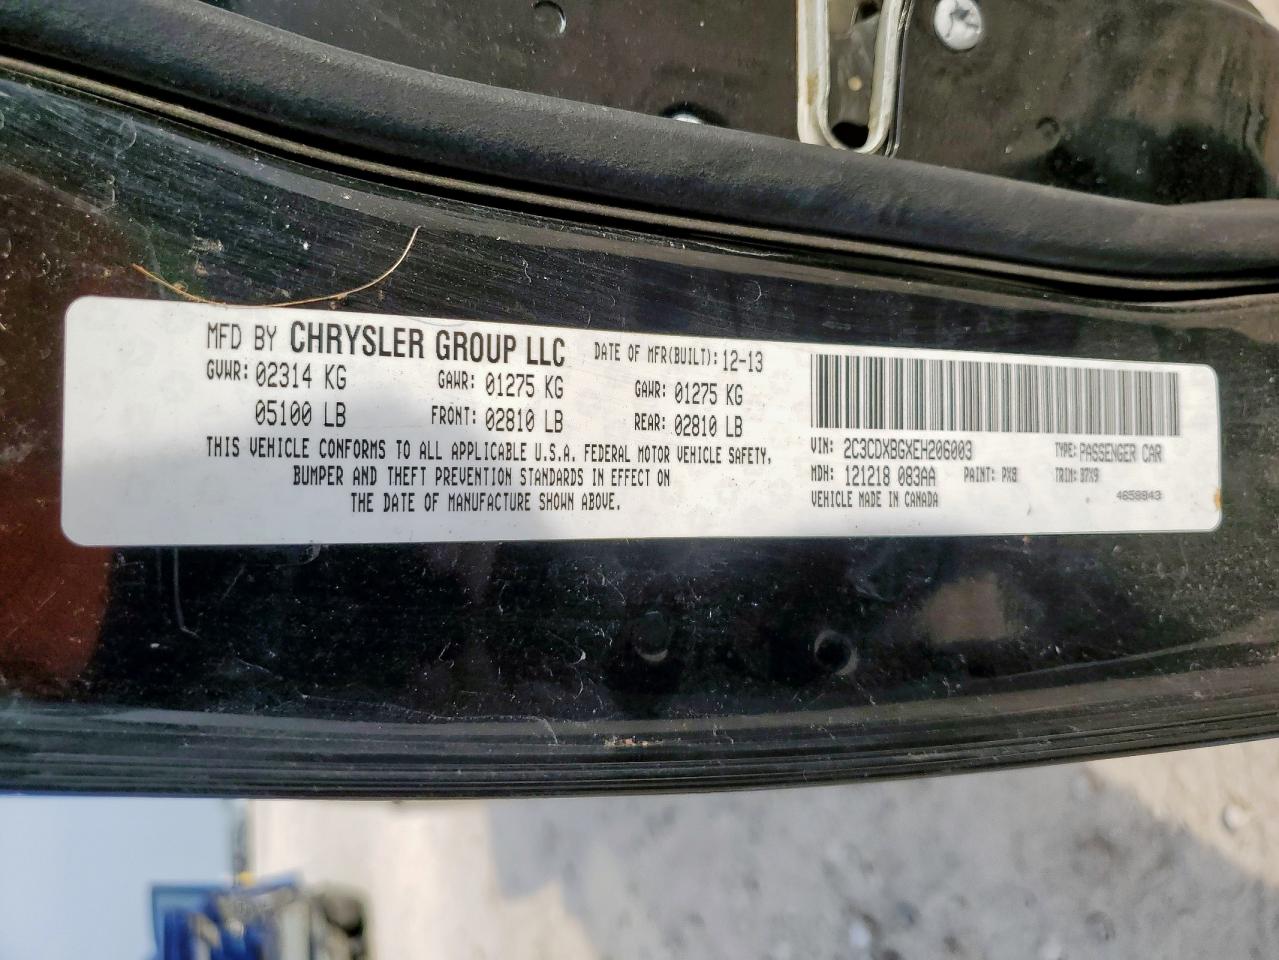 MFD BY CHRYSLER GROUP LLC DATE OF MFR(BUILT): 12-13
GVWR: 02314 KG GAWR: 01275 KG GAWR: 01275 KG
05100 LB FRONT: 02810 LB REAR: 02810 LB
THIS VEHICLE CONFORMS TO ALL APPLICABLE U.S.A. FEDERAL MOTOR VEHICLE SAFETY,
BUMPER AND THEFT PREVENTION STANDARDS IN EFFECT ON
THE DATE OF MANUFACTURE SHOWN ABOVE.
VIN: 2C3CDXBGXEH206003 TYPE: PASSENGER CAR
MDH: 121218 083AA PAINT: PX8 TRIM: B7X9
VEHICLE MADE IN CANADA 4658843